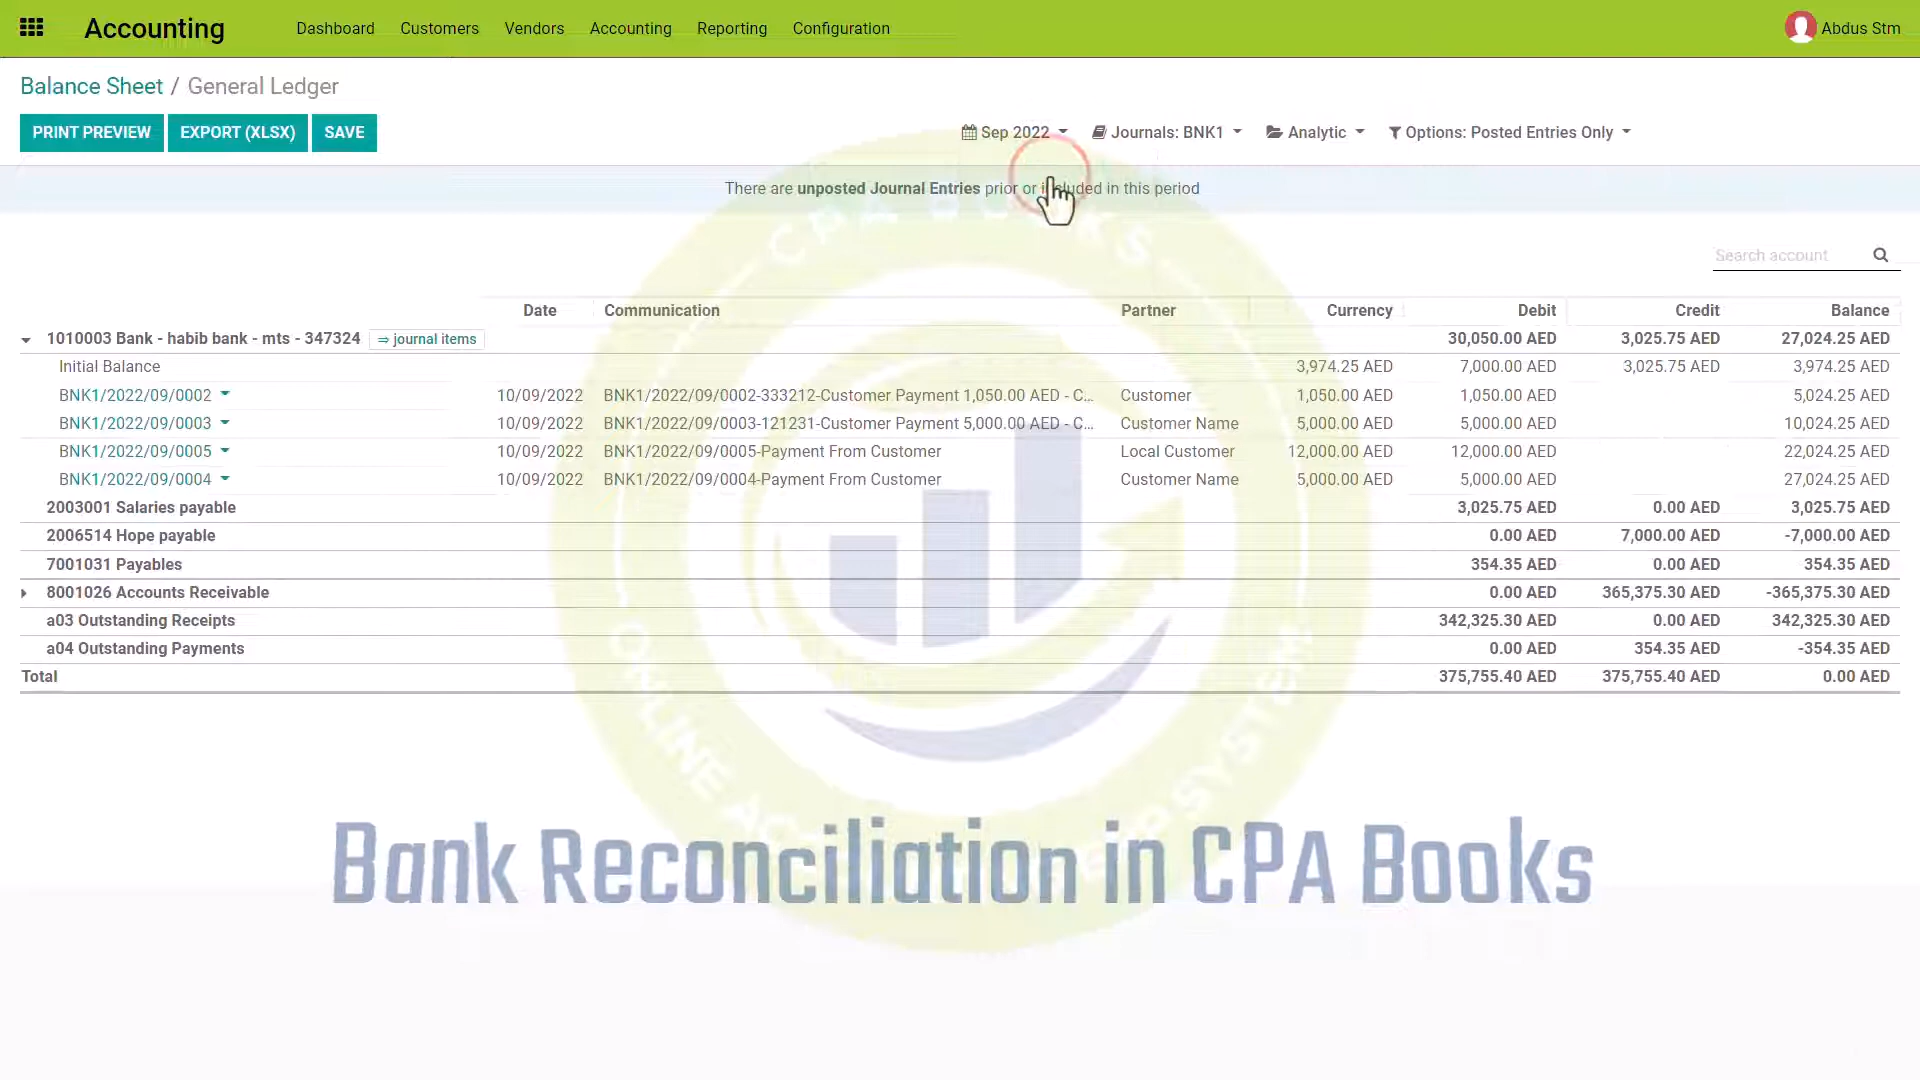 Accounting Dashboard Customers Vendors Accounting Reporting Configuration Abdus Stm
Balance Sheet / General Ledger
PRINT PREVIEW EXPORT (XLSX) SAVE Sep 2022 Journals: BNK1 Analytic Options: Posted Entries Only
There are unposted Journal Entries prior or included in this period
CPA BOOKS
Search account
Date Communication Partner Currency Debit Credit Balance
1010003 Bank - habib bank - mts - 347324 ⇒ journal items 30,050.00 AED 3,025.75 AED 27,024.25 AED
Initial Balance 3,974.25 AED 7,000.00 AED 3,025.75 AED 3,974.25 AED
BNK1/2022/09/0002 10/09/2022 BNK1/2022/09/0002-333212-Customer Payment 1,050.00 AED - C... Customer 1,050.00 AED 1,050.00 AED 5,024.25 AED
BNK1/2022/09/0003 10/09/2022 BNK1/2022/09/0003-121231-Customer Payment 5,000.00 AED - C... Customer Name 5,000.00 AED 5,000.00 AED 10,024.25 AED
BNK1/2022/09/0005 10/09/2022 BNK1/2022/09/0005-Payment From Customer Local Customer 12,000.00 AED 12,000.00 AED 22,024.25 AED
BNK1/2022/09/0004 10/09/2022 BNK1/2022/09/0004-Payment From Customer Customer Name 5,000.00 AED 5,000.00 AED 27,024.25 AED
2003001 Salaries payable 3,025.75 AED 0.00 AED 3,025.75 AED
2006514 Hope payable 0.00 AED 7,000.00 AED -7,000.00 AED
7001031 Payables 354.35 AED 0.00 AED 354.35 AED
8001026 Accounts Receivable 0.00 AED 365,375.30 AED -365,375.30 AED
a03 Outstanding Receipts 342,325.30 AED 0.00 AED 342,325.30 AED
a04 Outstanding Payments 0.00 AED 354.35 AED -354.35 AED
Total 375,755.40 AED 375,755.40 AED 0.00 AED
ONLINE SYSTEM
Bank Reconciliation in CPA Books